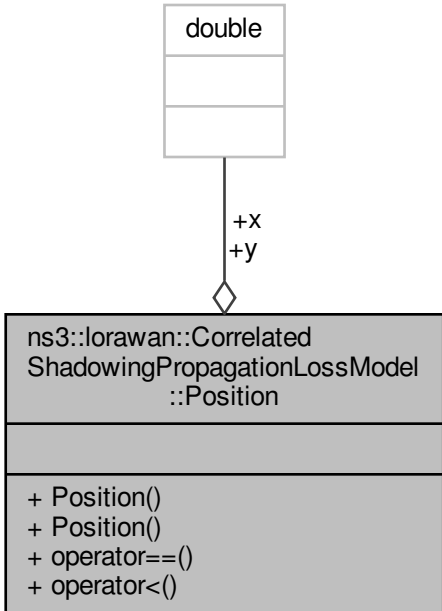 double
+x
+y
ns3::lorawan::Correlated
ShadowingPropagationLossModel
::Position
+ Position()
+ Position()
+ operator==()
+ operator<()